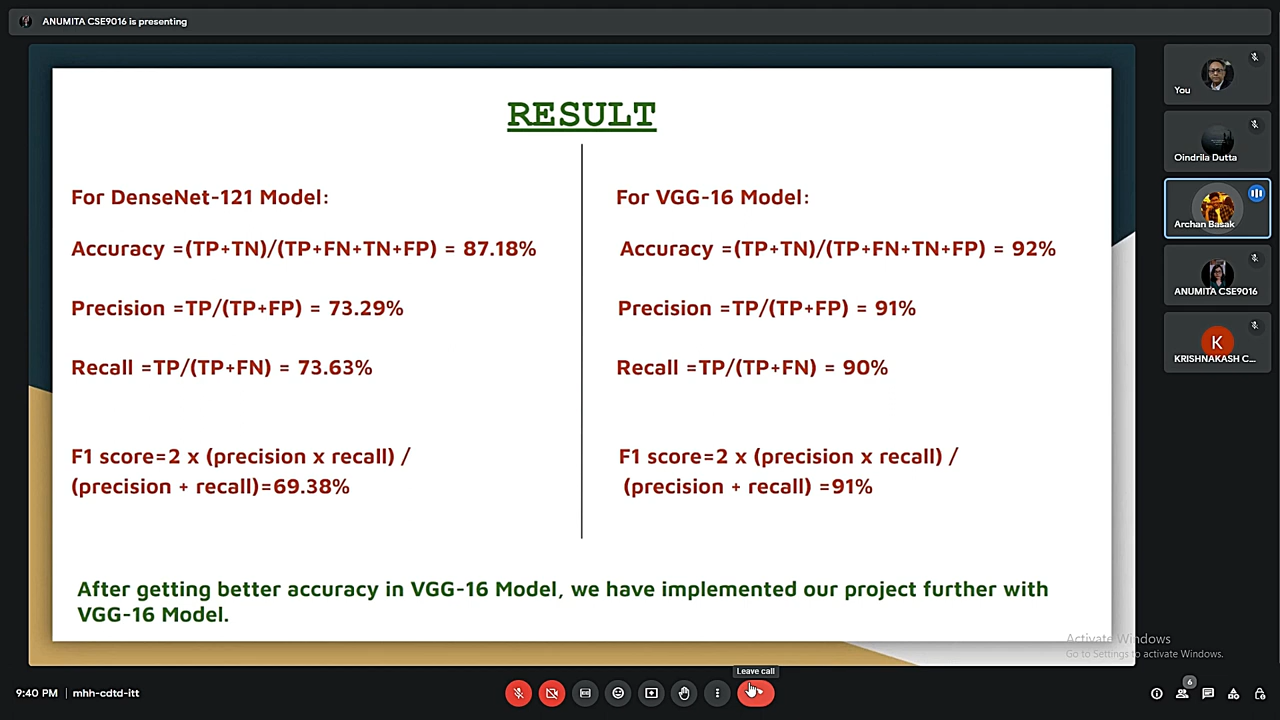 ANUMITA CSE9016 is presenting
RESULT
For DenseNet-121 Model:
Accuracy =(TP+TN)/(TP+FN+TN+FP) = 87.18%
Precision =TP/(TP+FP) = 73.29%
Recall =TP/(TP+FN) = 73.63%
F1 score=2 x (precision x recall) /
(precision + recall)=69.38%
For VGG-16 Model:
Accuracy =(TP+TN)/(TP+FN+TN+FP) = 92%
Precision =TP/(TP+FP) = 91%
Recall =TP/(TP+FN) = 90%
F1 score=2 x (precision x recall) /
(precision + recall) =91%
After getting better accuracy in VGG-16 Model, we have implemented our project further with
VGG-16 Model.
You
Oindrila Dutta
Archan Basak
ANUMITA CSE9016
K
KRISHNAKASH C...
Activate Windows
Go to Settings to activate Windows.
Leave call
9:40 PM | mhh-cdtd-itt
6